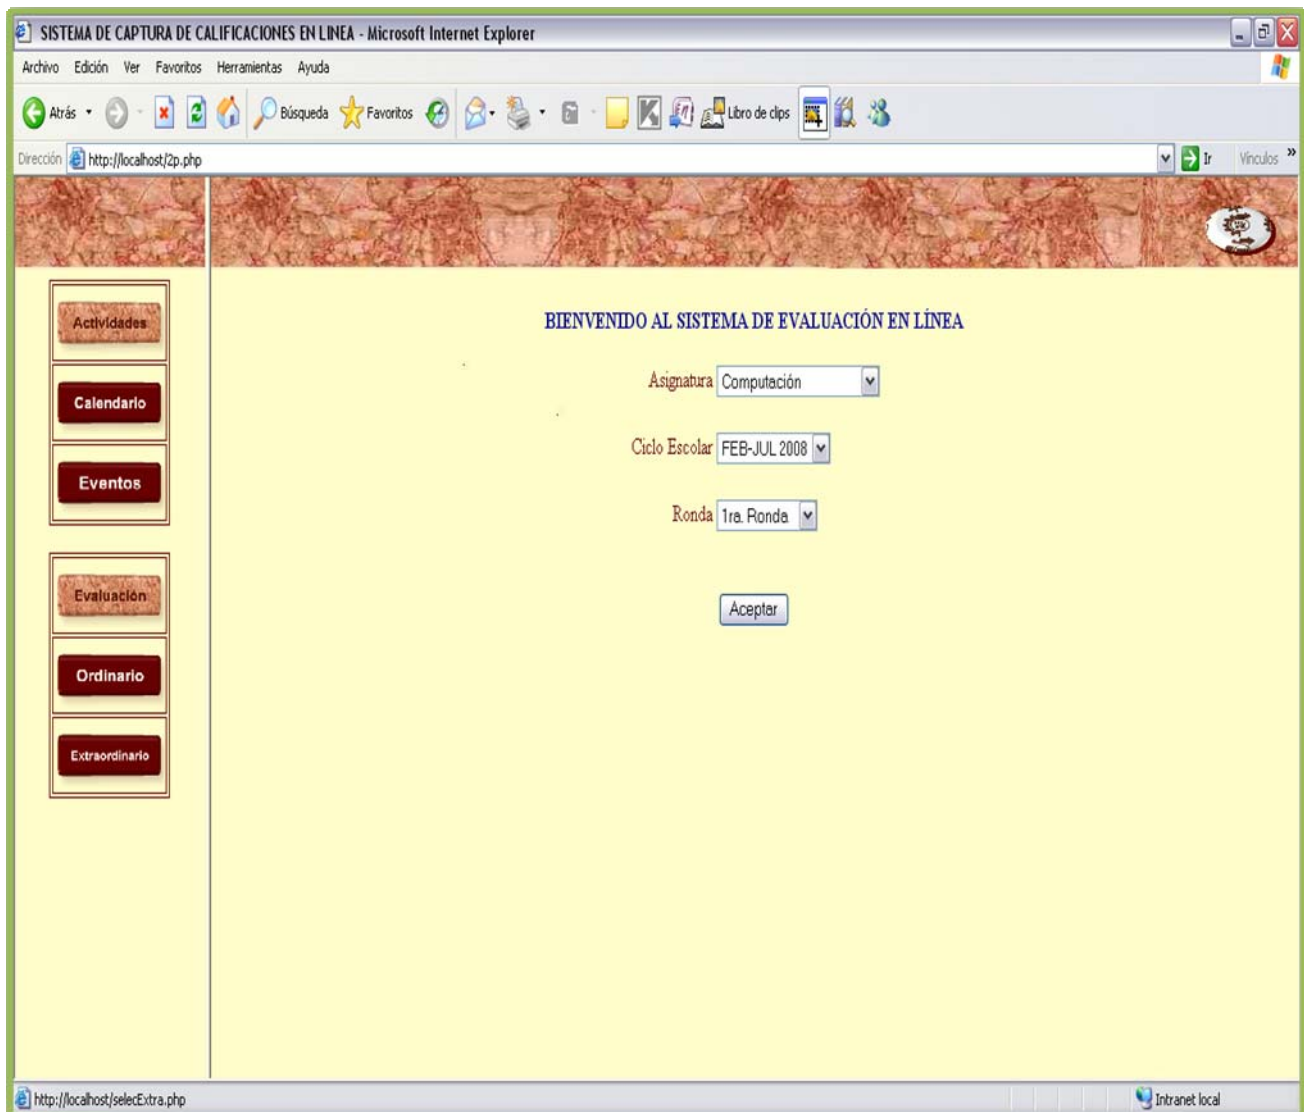 SISTEMA DE CAPTURA DE CALIFICACIONES EN LINEA - Microsoft Internet Explorer
Archivo Edición Ver Favoritos Herramientas Ayuda
Atrás Búsqueda Favoritos Libro de clips
Dirección http://localhost/2p.php Ir Vínculos »
Actividades
Calendario
Eventos
Evaluación
Ordinario
Extraordinario
BIENVENIDO AL SISTEMA DE EVALUACIÓN EN LÍNEA
Asignatura Computación
Ciclo Escolar FEB-JUL 2008
Ronda 1ra. Ronda
Aceptar
http://localhost/selecExtra.php Intranet local